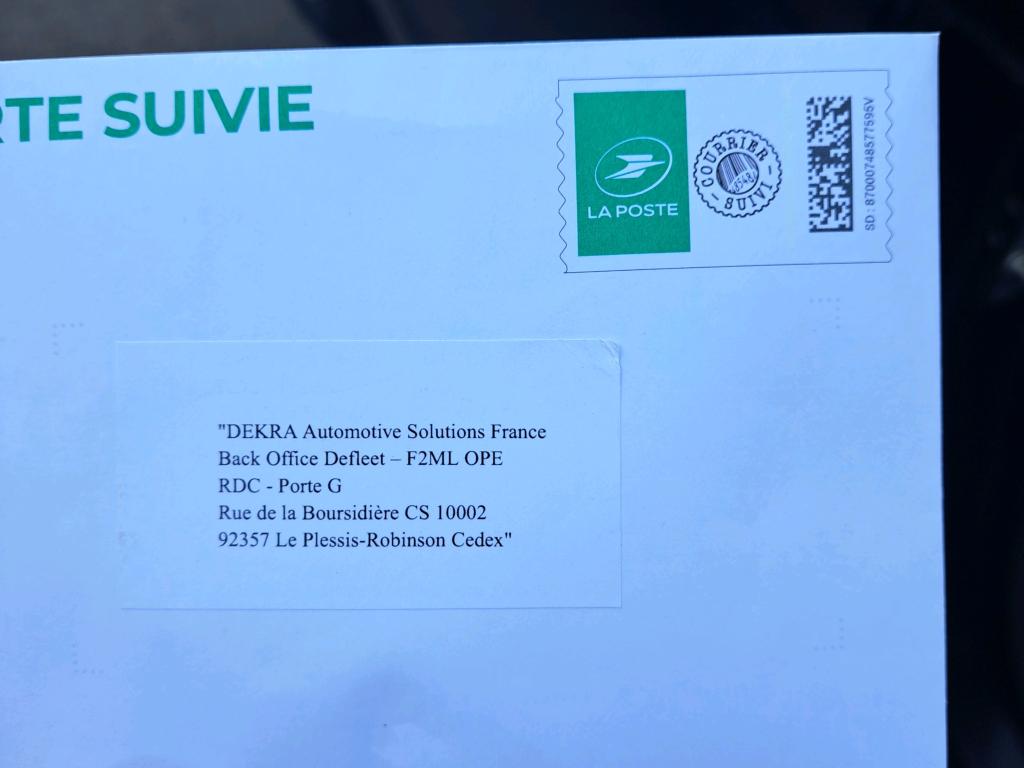 RTE SUIVIE
LA POSTE
COURRIER
SUIVI
SD : 87000748577595V
"DEKRA Automotive Solutions France
Back Office Defleet – F2ML OPE
RDC - Porte G
Rue de la Boursidière CS 10002
92357 Le Plessis-Robinson Cedex"